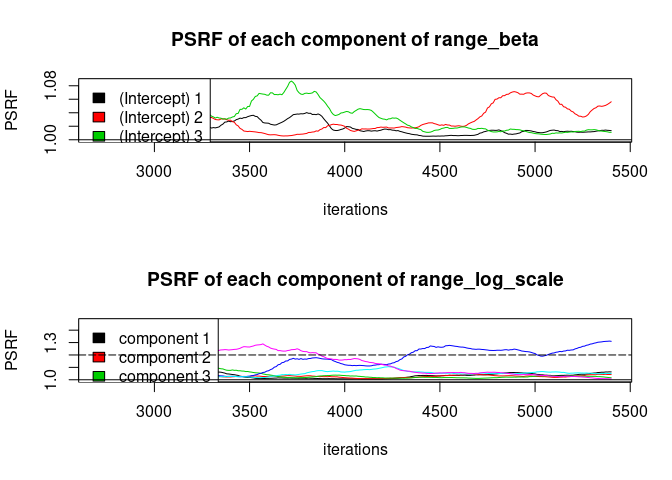 PSRF of each component of range_beta
PSRF
1.00
1.08
(Intercept) 1
(Intercept) 2
(Intercept) 3
3000 3500 4000 4500 5000 5500
iterations
PSRF of each component of range_log_scale
PSRF
1.0
1.3
component 1
component 2
component 3
3000 3500 4000 4500 5000 5500
iterations